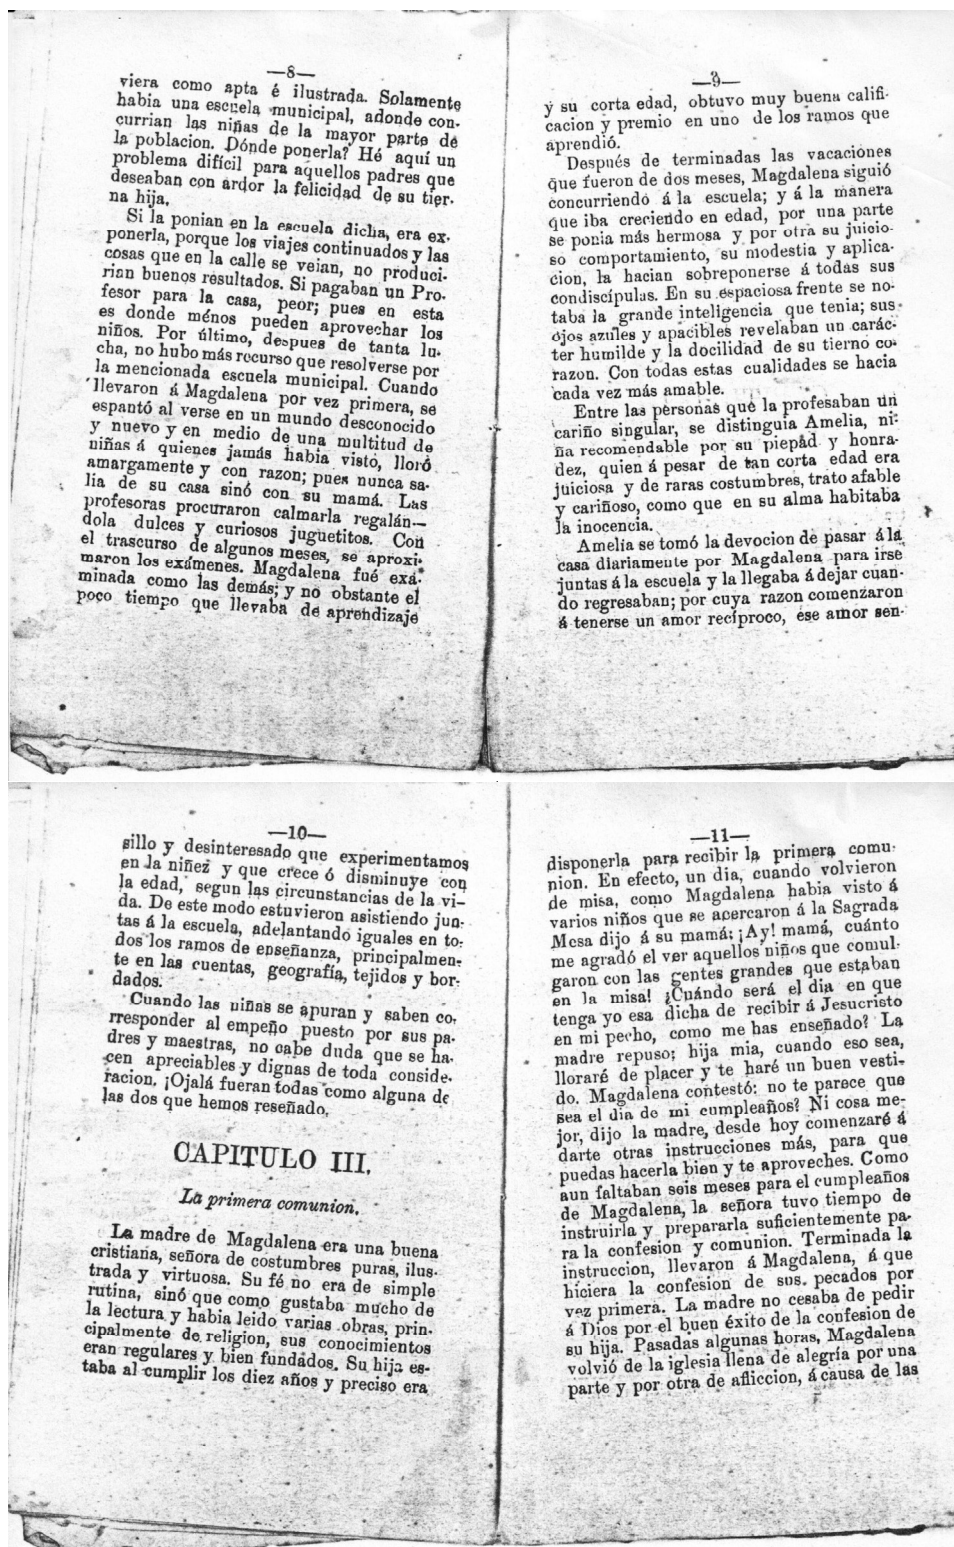 —8—
viera como apta é ilustrada. Solamente
habia una escuela municipal, adonde con-
currian las niñas de la mayor parte de
la poblacion. Dónde ponerla? Hé aquí un
problema difícil para aquellos padres que
deseaban con ardor la felicidad de su tier-
na hija.
Si la ponian en la escuela dicha, era ex-
ponerla, porque los viajes continuados y las
cosas que en la calle se veian, no produci-
rian buenos resultados. Si pagaban un Pro-
fesor para la casa, peor; pues en esta
es donde ménos pueden aprovechar los
niños. Por último, despues de tanta lu-
cha, no hubo más recurso que resolverse por
la mencionada escuela municipal. Cuando
llevaron á Magdalena por vez primera, se
espantó al verse en un mundo desconocido
y nuevo y en medio de una multitud de
niñas á quienes jamás habia visto, lloró
amargamente y con razon; pues nunca sa-
lia de su casa sinó con su mamá. Las
profesoras procuraron calmarla regalán—
dola dulces y curiosos juguetitos. Con
el trascurso de algunos meses, se aproxi-
maron los exámenes. Magdalena fué exa-
minada como las demás; y no obstante el
poco tiempo que llevaba de aprendizaje
—9—
y su corta edad, obtuvo muy buena califi-
cacion y premio en uno de los ramos que
aprendió.
Después de terminadas las vacaciones
que fueron de dos meses, Magdalena siguió
concurriendo á la escuela; y á la manera
que iba creciendo en edad, por una parte
se ponia más hermosa y por otra su juicio-
so comportamiento, su modestia y aplica-
cion, la hacian sobreponerse á todas sus
condiscípulas. En su espaciosa frente se no-
taba la grande inteligencia que tenia; sus
ojos azules y apacibles revelaban un carác-
ter humilde y la docilidad de su tierno co-
razon. Con todas estas cualidades se hacia
cada vez más amable.
Entre las personas que la profesaban un
cariño singular, se distinguia Amelia, ni-
ña recomendable por su piepad y honra-
dez, quien á pesar de tan corta edad era
juiciosa y de raras costumbres, trato afable
y cariñoso, como que en su alma habitaba
la inocencia.
Amelia se tomó la devocion de pasar á la
casa diariamente por Magdalena para irse
juntas á la escuela y la llegaba á dejar cuan-
do regresaban; por cuya razon comenzaron
á tenerse un amor recíproco, ese amor sen-
—10—
sillo y desinteresado que experimentamos
en la niñez y que crece ó disminuye con
la edad, segun las circunstancias de la vi-
da. De este modo estuvieron asistiendo jun-
tas á la escuela, adelantando iguales en to-
dos los ramos de enseñanza, principalmen-
te en las cuentas, geografía, tejidos y bor-
dados.
Cuando las niñas se apuran y saben co-
rresponder al empeño puesto por sus pa-
dres y maestras, no cabe duda que se ha-
cen apreciables y dignas de toda conside-
racion. ¡Ojalá fueran todas como alguna de
las dos que hemos reseñado.
CAPITULO III.
La primera comunion.
La madre de Magdalena era una buena
cristiana, señora de costumbres puras, ilus-
trada y virtuosa. Su fé no era de simple
rutina, sinó que como gustaba mucho de
la lectura y habia leido varias obras, prin-
cipalmente de religion, sus conocimientos
eran regulares y bien fundados. Su hija es-
taba al cumplir los diez años y preciso era
—11—
disponerla para recibir la primera comu-
nion. En efecto, un dia, cuando volvieron
de misa, como Magdalena habia visto á
varios niños que se acercaron á la Sagrada
Mesa dijo á su mamá: ¡Ay! mamá, cuánto
me agradó el ver aquellos niños que comul-
garon con las gentes grandes que estaban
en la misa! ¿Cuándo será el dia en que
tenga yo esa dicha de recibir á Jesucristo
en mi pecho, como me has enseñado? La
madre repuso; hija mia, cuando eso sea,
lloraré de placer y te haré un buen vesti-
do. Magdalena contestó: no te parece que
sea el dia de mi cumpleaños? Ni cosa me-
jor, dijo la madre, desde hoy comenzaré á
darte otras instrucciones más, para que
puedas hacerla bien y te aproveches. Como
aun faltaban seis meses para el cumpleaños
de Magdalena, la señora tuvo tiempo de
instruirla y prepararla suficientemente pa-
ra la confesion y comunion. Terminada la
instruccion, llevaron á Magdalena, á que
hiciera la confesion de sus pecados por
vez primera. La madre no cesaba de pedir
á Dios por el buen éxito de la confesion de
su hija. Pasadas algunas horas, Magdalena
volvió de la iglesia llena de alegría por una
parte y por otra de afliccion, á causa de las